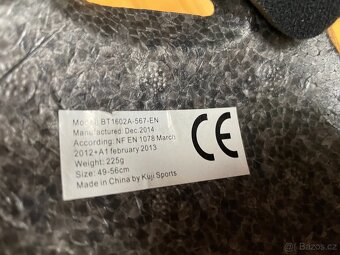 Model: BT1602A-567-EN
Manufactured: Dec.2014
According: NF EN 1078 March
2012+A1 february 2013
Weight: 225g
Size: 49-56cm
Made in China by Kuji Sports
CE
Bazos.cz